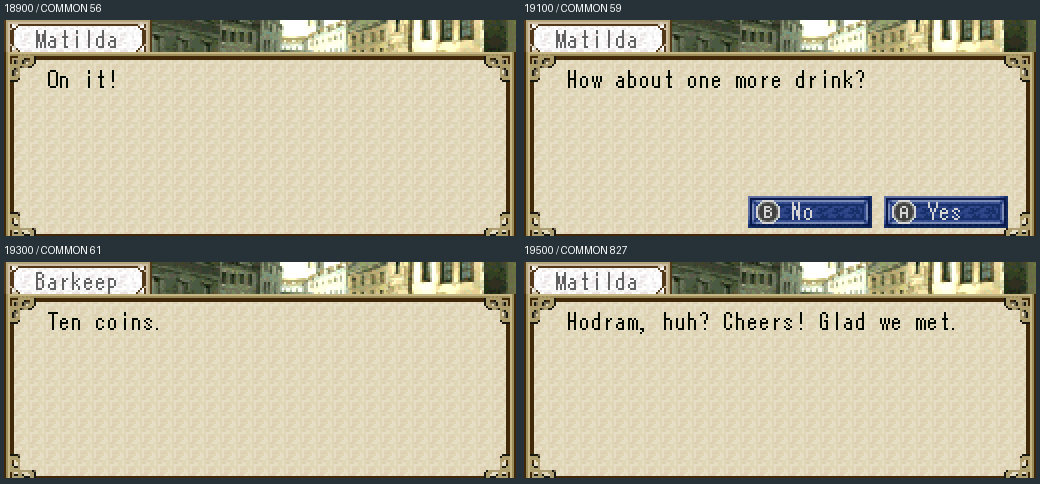 18900 / COMMON 56
Matilda
On it!
19100 / COMMON 59
Matilda
How about one more drink?
B No
A Yes
19300 / COMMON 61
Barkeep
Ten coins.
19500 / COMMON 827
Matilda
Hodram, huh? Cheers! Glad we met.